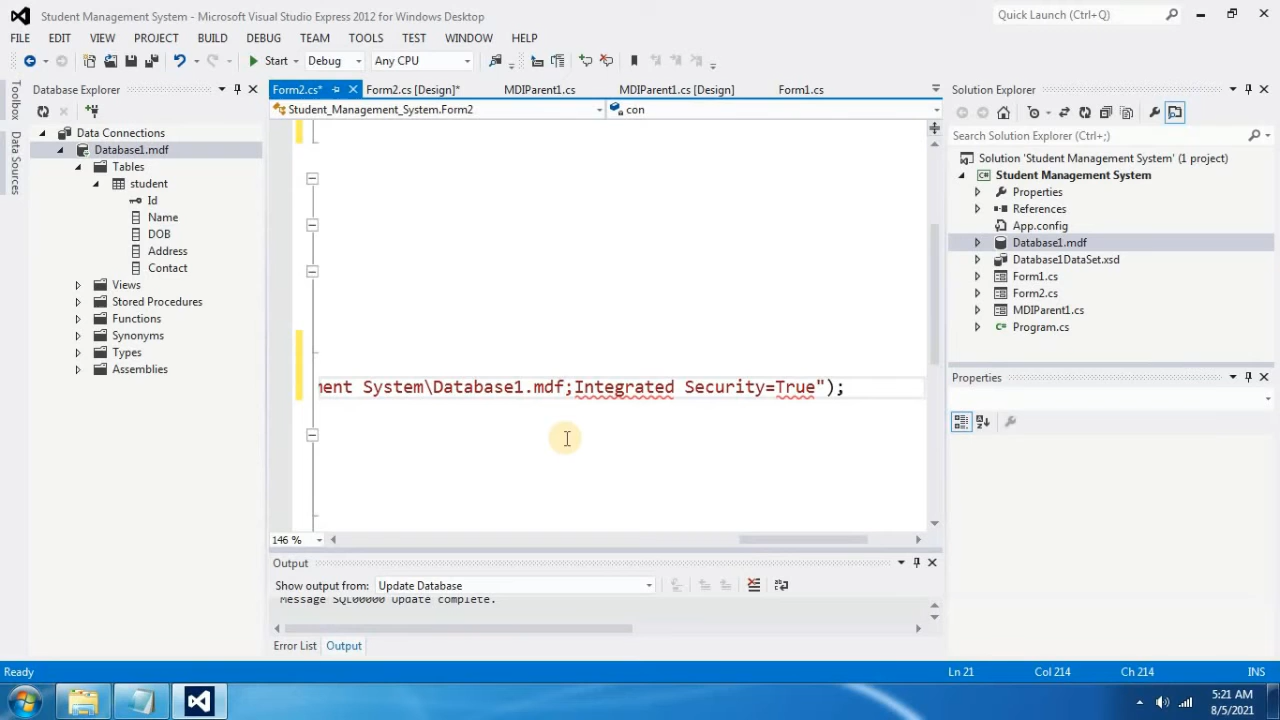 Student Management System - Microsoft Visual Studio Express 2012 for Windows Desktop
Quick Launch (Ctrl+Q)
FILE EDIT VIEW PROJECT BUILD DEBUG TEAM TOOLS TEST WINDOW HELP
Start Debug Any CPU
Toolbox
Data Sources
Database Explorer
Data Connections
Database1.mdf
Tables
student
Id
Name
DOB
Address
Contact
Views
Stored Procedures
Functions
Synonyms
Types
Assemblies
Form2.cs* Form2.cs [Design]* MDIParent1.cs MDIParent1.cs [Design] Form1.cs
Student_Management_System.Form2 con
ment System\Database1.mdf;Integrated Security=True");
146 %
Output
Show output from: Update Database
Message SQL00000 Update complete.
Error List Output
Solution Explorer
Search Solution Explorer (Ctrl+;)
Solution 'Student Management System' (1 project)
Student Management System
Properties
References
App.config
Database1.mdf
Database1DataSet.xsd
Form1.cs
Form2.cs
MDIParent1.cs
Program.cs
Properties
Ready Ln 21 Col 214 Ch 214 INS
5:21 AM
8/5/2021